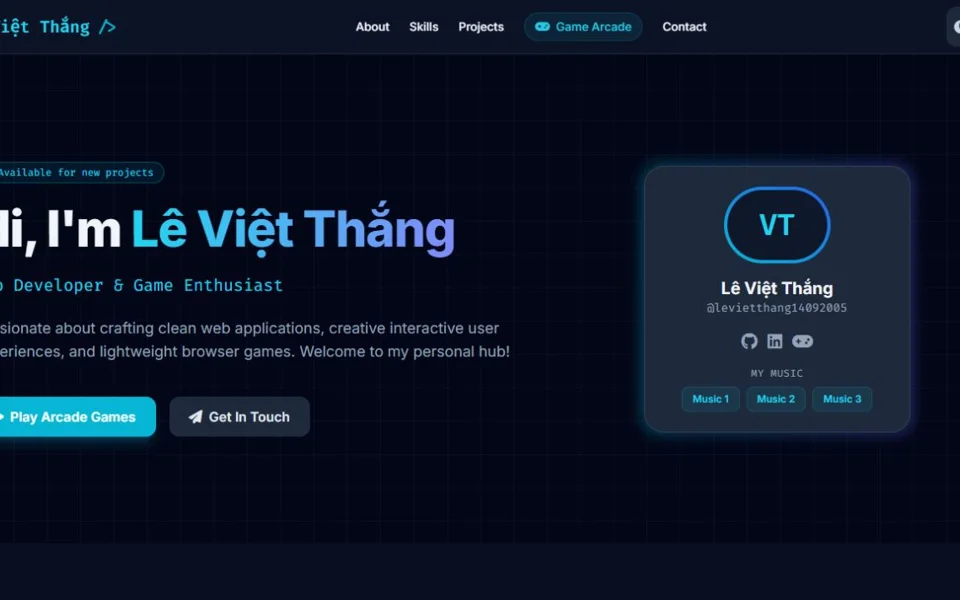 Việt Thắng />
About
Skills
Projects
Game Arcade
Contact
Available for new projects
Hi, I'm Lê Việt Thắng
Developer & Game Enthusiast
sionate about crafting clean web applications, creative interactive user
eriences, and lightweight browser games. Welcome to my personal hub!
Play Arcade Games
Get In Touch
VT
Lê Việt Thắng
@levietthang14092005
MY MUSIC
Music 1
Music 2
Music 3